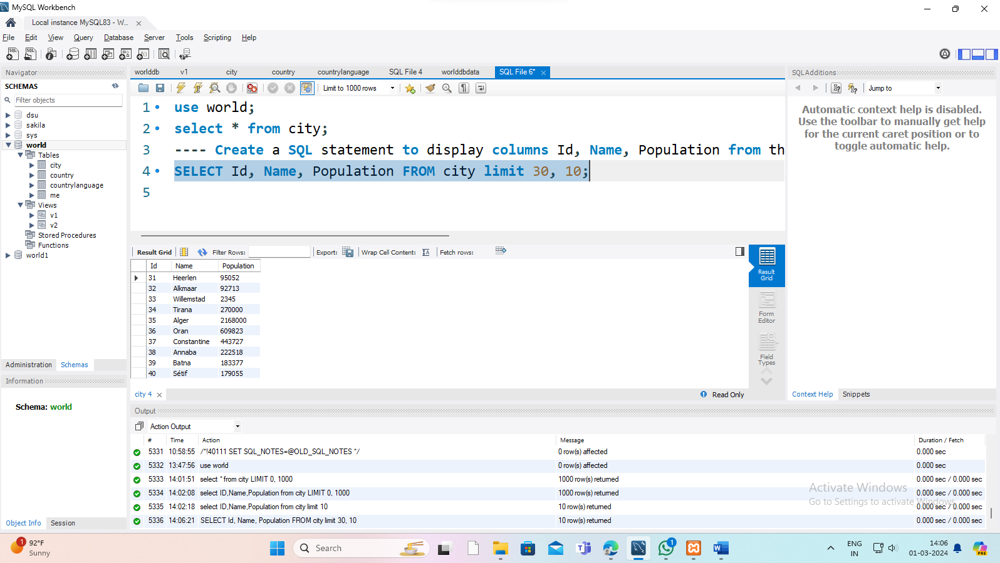 MySQL Workbench
Local instance MySQL83 - W...
File Edit View Query Database Server Tools Scripting Help
Navigator
SCHEMAS
Filter objects
dsu
sakila
sys
world
Tables
city
country
countrylanguage
me
Views
v1
v2
Stored Procedures
Functions
world1
Administration Schemas
Information
Schema: world
Object Info Session
worlddb v1 city country countrylanguage SQL File 4 worlddbdata SQL File 6*
Limit to 1000 rows
1 use world;
2 select * from city;
3 ---- Create a SQL statement to display columns Id, Name, Population from th
4 SELECT Id, Name, Population FROM city limit 30, 10;
5
Result Grid Filter Rows: Export: Wrap Cell Content: Fetch rows:
Id Name Population
31 Heerlen 95052
32 Alkmaar 92713
33 Willemstad 2345
34 Tirana 270000
35 Alger 2168000
36 Oran 609823
37 Constantine 443727
38 Annaba 222518
39 Batna 183377
40 Sétif 179055
Result
Grid
Form
Editor
Field
Types
city 4
Read Only
SQLAdditions
Jump to
Automatic context help is disabled.
Use the toolbar to manually get help
for the current caret position or to
toggle automatic help.
Context Help Snippets
Output
Action Output
# Time Action Message Duration / Fetch
5331 10:58:55 /*!40111 SET SQL_NOTES=@OLD_SQL_NOTES */ 0 row(s) affected 0.000 sec
5332 13:47:56 use world 0 row(s) affected 0.000 sec
5333 14:01:51 select * from city LIMIT 0, 1000 1000 row(s) returned 0.000 sec / 0.000 sec
5334 14:02:08 select ID,Name,Population from city LIMIT 0, 1000 1000 row(s) returned 0.000 sec / 0.000 sec
5335 14:02:18 select ID,Name,Population from city limit 10 10 row(s) returned 0.000 sec / 0.000 sec
5336 14:06:21 SELECT Id, Name, Population FROM city limit 30, 10 10 row(s) returned 0.000 sec / 0.000 sec
Activate Windows
Go to Settings to activate Windows.
1
92°F
Sunny
Search
1
ENG
IN
14:06
01-03-2024
PRE